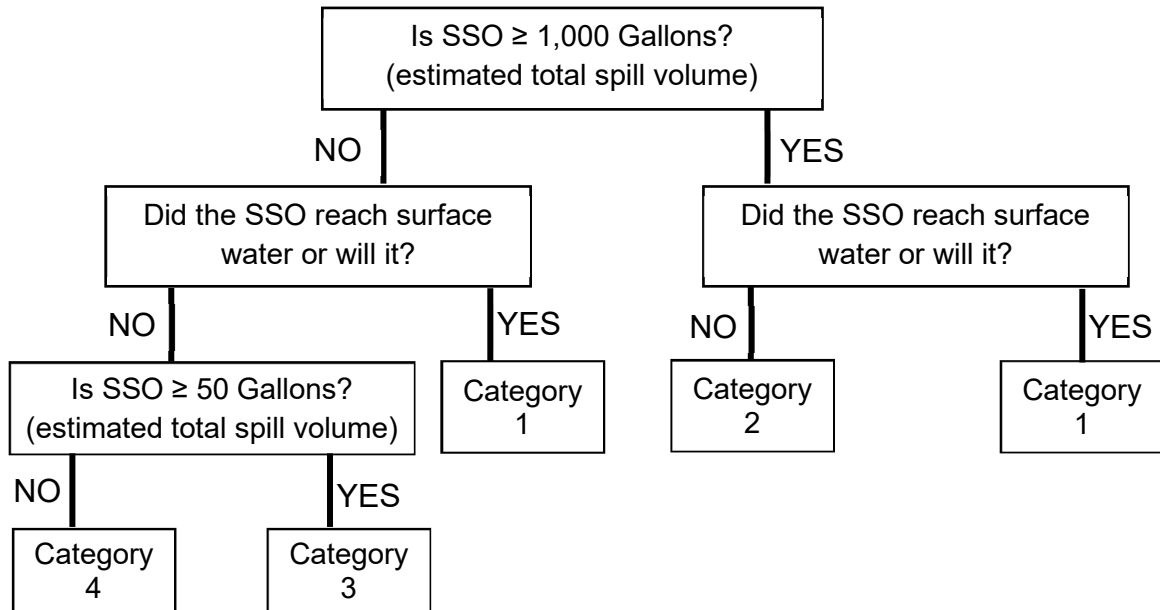 Is SSO ≥ 1,000 Gallons?
(estimated total spill volume)
NO
YES
Did the SSO reach surface
water or will it?
Did the SSO reach surface
water or will it?
NO
YES
NO
YES
Is SSO ≥ 50 Gallons?
(estimated total spill volume)
Category
1
Category
2
Category
1
NO
YES
Category
4
Category
3